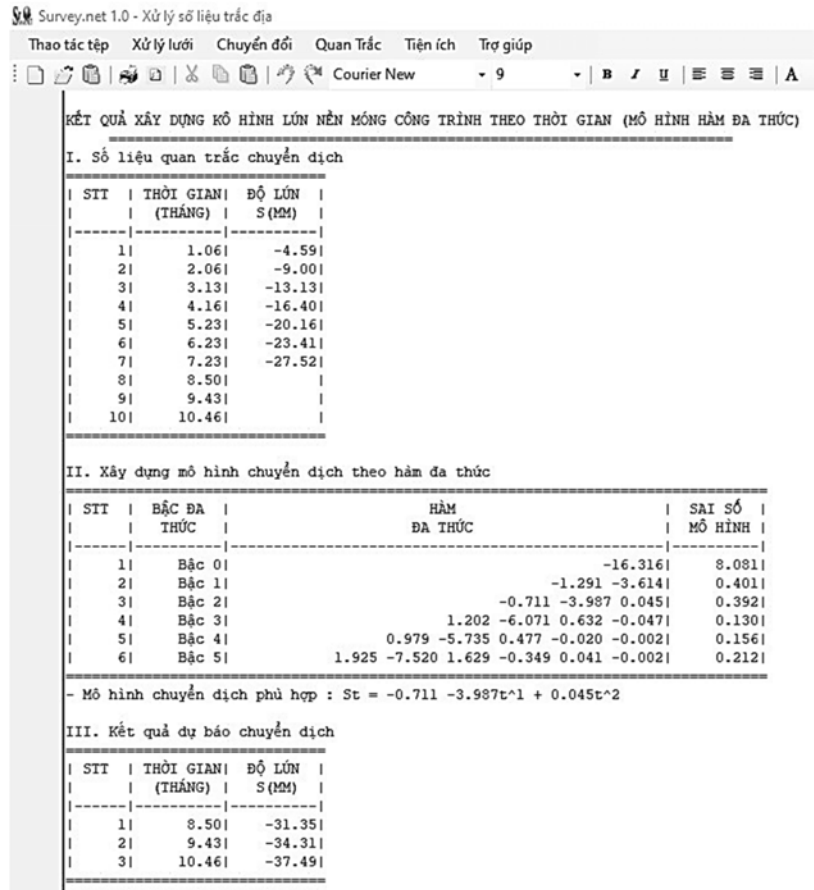 Survey.net 1.0 - Xử lý số liệu trắc địa
Thao tác tệp Xử lý lưới Chuyển đổi Quan Trắc Tiện ích Trợ giúp
Courier New 9 B I U A
KẾT QUẢ XÂY DỰNG KÔ HÌNH LÚN NỀN MÓNG CÔNG TRÌNH THEO THỜI GIAN (MÔ HÌNH HÀM ĐA THỨC)
I. Số liệu quan trắc chuyển dịch
| STT | THỜI GIAN| ĐỘ LÚN |
| | (THÁNG) | S(MM) |
|------|----------|----------|
| 1| 1.06| -4.59|
| 2| 2.06| -9.00|
| 3| 3.13| -13.13|
| 4| 4.16| -16.40|
| 5| 5.23| -20.16|
| 6| 6.23| -23.41|
| 7| 7.23| -27.52|
| 8| 8.50| |
| 9| 9.43| |
| 10| 10.46| |
II. Xây dựng mô hình chuyển dịch theo hàm đa thức
| STT | BẬC ĐA | HÀM | SAI SỐ |
| | THỨC | ĐA THỨC | MÔ HÌNH |
| 1| Bậc 0| -16.316| 8.081|
| 2| Bậc 1| -1.291 -3.614| 0.401|
| 3| Bậc 2| -0.711 -3.987 0.045| 0.392|
| 4| Bậc 3| 1.202 -6.071 0.632 -0.047| 0.130|
| 5| Bậc 4| 0.979 -5.735 0.477 -0.020 -0.002| 0.156|
| 6| Bậc 5| 1.925 -7.520 1.629 -0.349 0.041 -0.002| 0.212|
- Mô hình chuyển dịch phù hợp : St = -0.711 -3.987t^1 + 0.045t^2
III. Kết quả dự báo chuyển dịch
| STT | THỜI GIAN| ĐỘ LÚN |
| | (THÁNG) | S(MM) |
|------|----------|----------|
| 1| 8.50| -31.35|
| 2| 9.43| -34.31|
| 3| 10.46| -37.49|